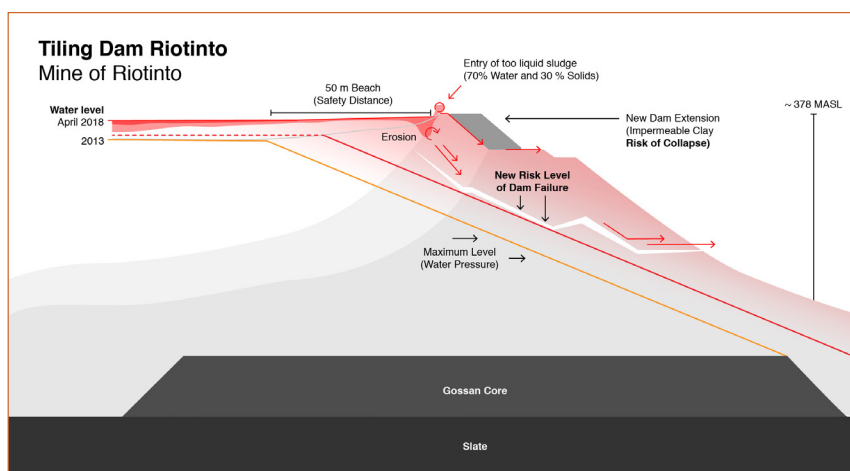 Tiling Dam Riotinto
Mine of Riotinto
Entry of too liquid sludge
(70% Water and 30 % Solids)
50 m Beach
(Safety Distance)
Water level
April 2018
2013
Erosion
New Dam Extension
(Impermeable Clay
Risk of Collapse)
~ 378 MASL
New Risk Level
of Dam Failure
Maximum Level
(Water Pressure)
Gossan Core
Slate